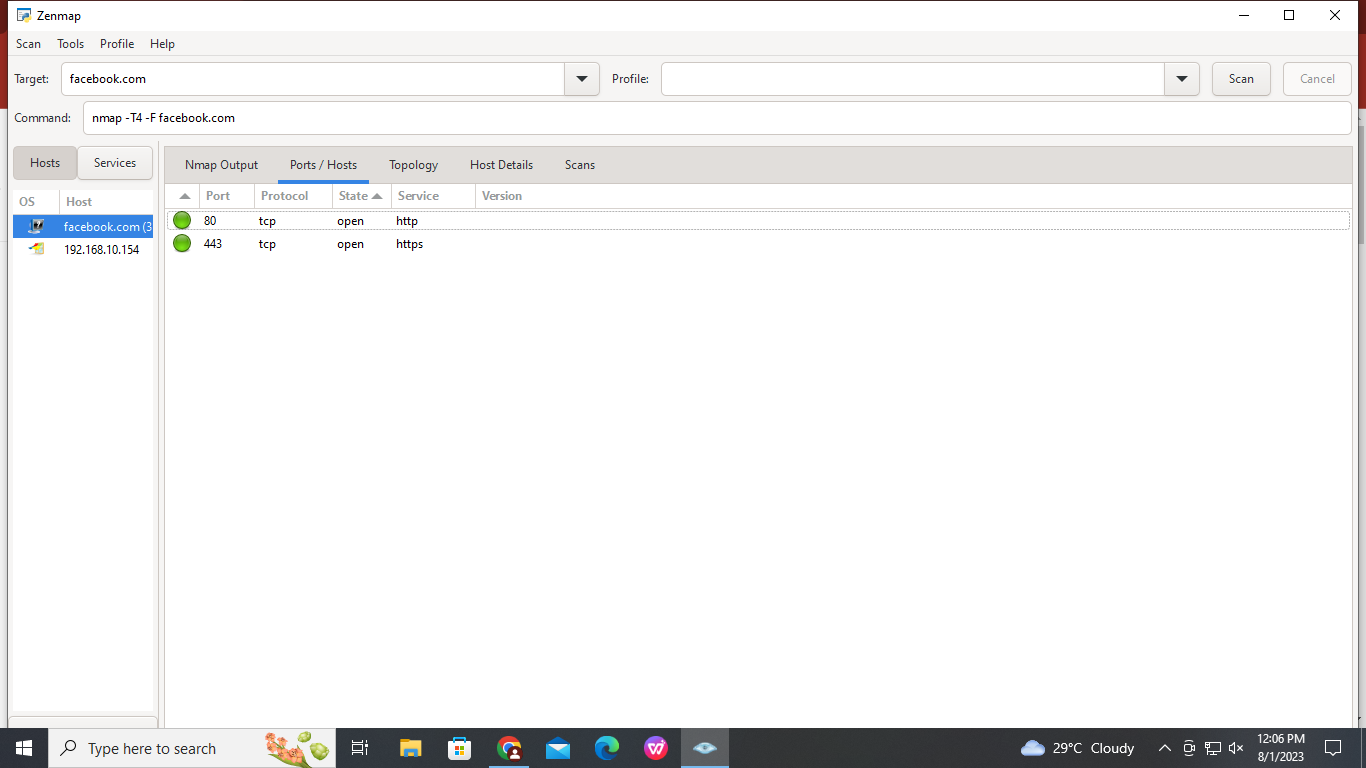 Zenmap
Scan Tools Profile Help
Target: facebook.com Profile: Scan Cancel
Command: nmap -T4 -F facebook.com
Hosts Services
Nmap Output Ports / Hosts Topology Host Details Scans
OS Host
facebook.com (3
192.168.10.154
Port Protocol State Service Version
80 tcp open http
443 tcp open https
Type here to search
29°C Cloudy
12:06 PM
8/1/2023